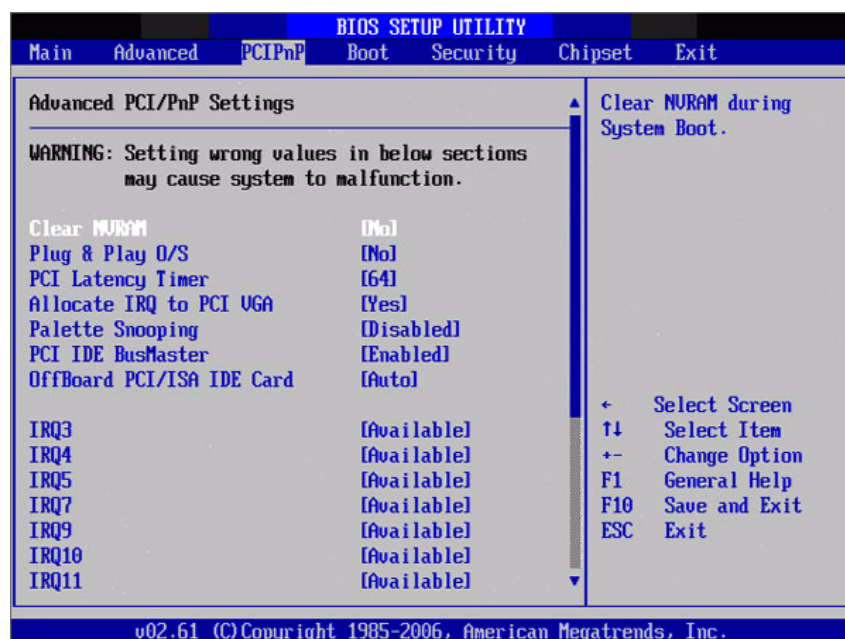 BIOS SETUP UTILITY
Main Advanced PCIPnP Boot Security Chipset Exit
Advanced PCI/PnP Settings
WARNING: Setting wrong values in below sections
may cause system to malfunction.
Clear NVRAM [No]
Plug & Play O/S [No]
PCI Latency Timer [64]
Allocate IRQ to PCI VGA [Yes]
Palette Snooping [Disabled]
PCI IDE BusMaster [Enabled]
OffBoard PCI/ISA IDE Card [Auto]
IRQ3 [Available]
IRQ4 [Available]
IRQ5 [Available]
IRQ7 [Available]
IRQ9 [Available]
IRQ10 [Available]
IRQ11 [Available]
Clear NVRAM during
System Boot.
← Select Screen
↑↓ Select Item
+- Change Option
F1 General Help
F10 Save and Exit
ESC Exit
v02.61 (C)Copyright 1985-2006, American Megatrends, Inc.